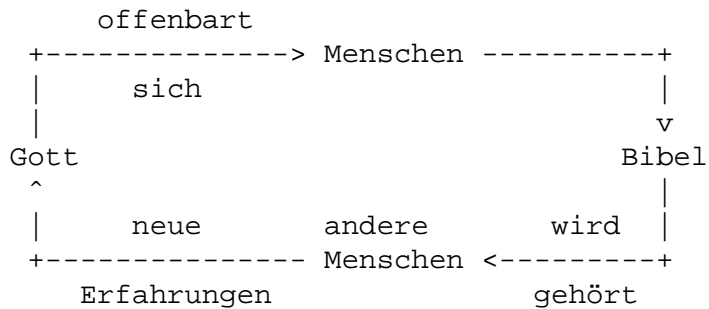 offenbart
+--------------> Menschen ----------+
| sich |
| v
Gott Bibel
^ |
| neue andere wird |
+--------------- Menschen <---------+
Erfahrungen gehört